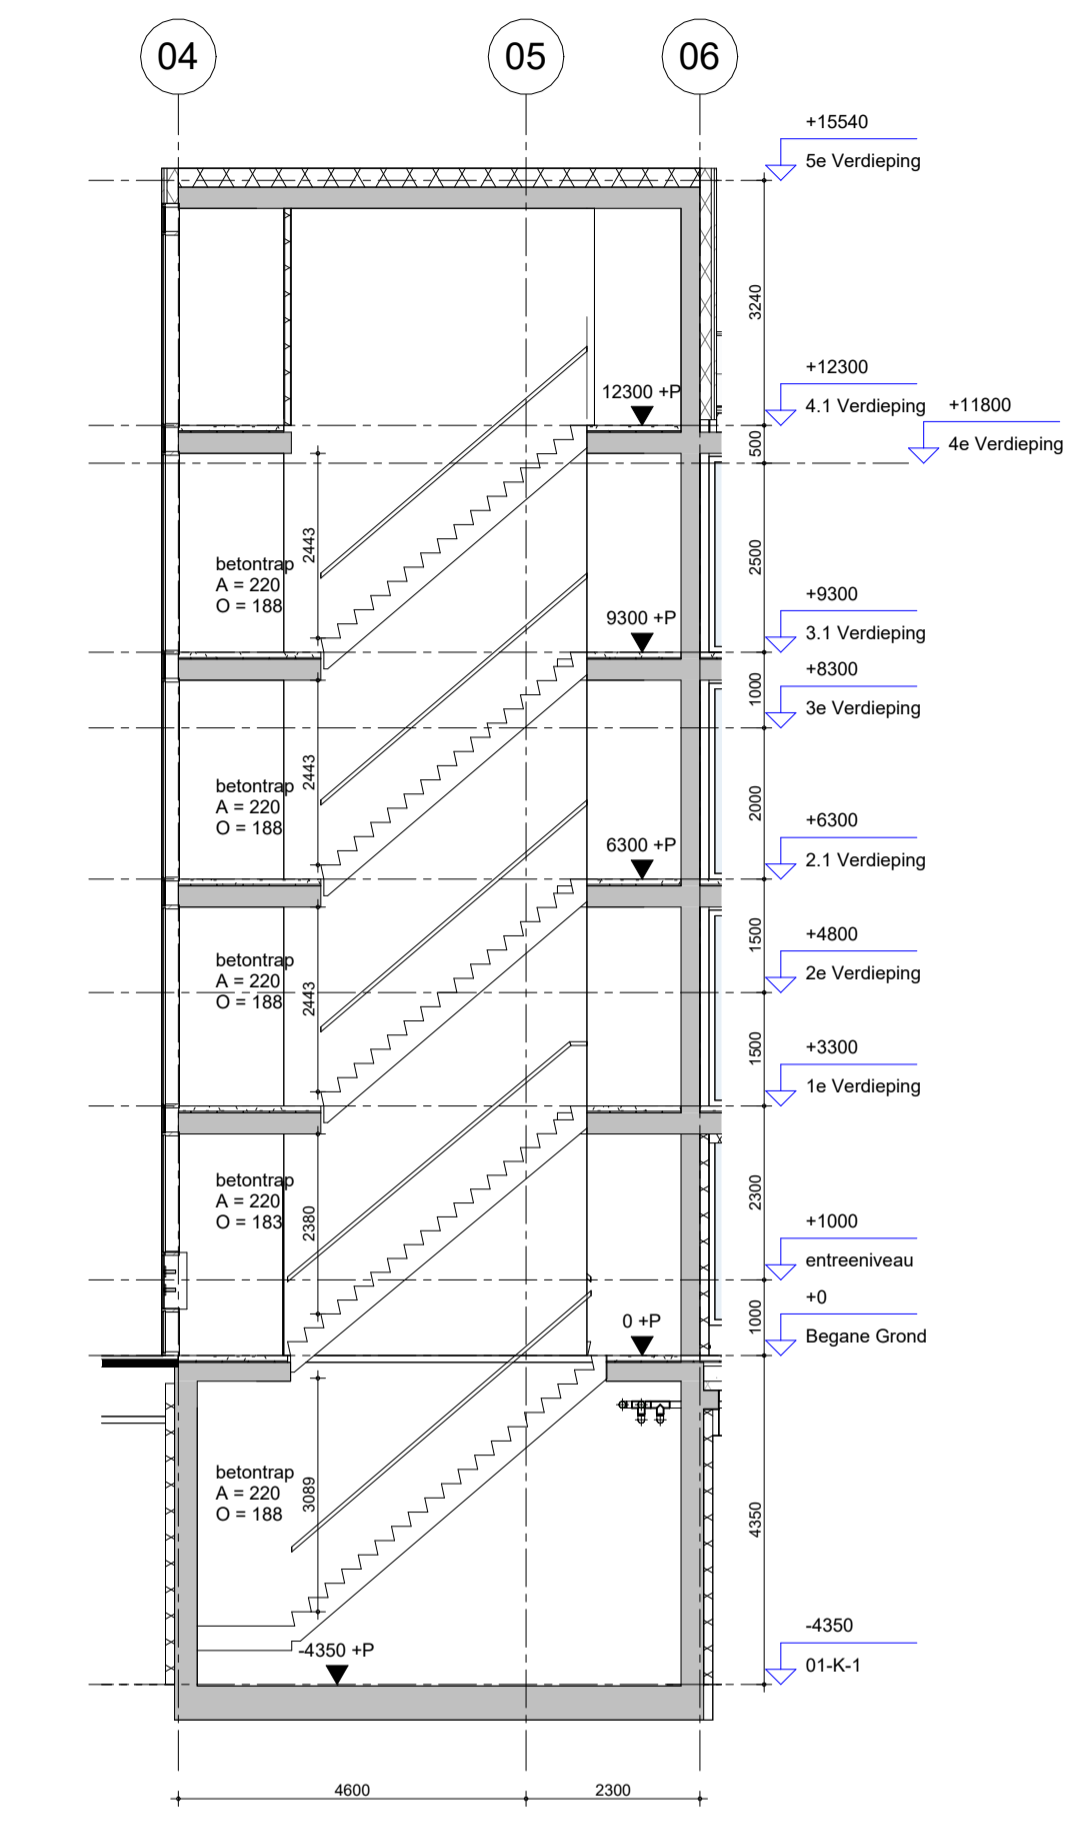 04
05
06
+15540
5e Verdieping
3240
12300 +P
+12300
4.1 Verdieping
+11800
4e Verdieping
500
2443
2500
betontrap
A = 220
O = 188
9300 +P
+9300
3.1 Verdieping
+8300
3e Verdieping
1000
2443
2000
betontrap
A = 220
O = 188
6300 +P
+6300
2.1 Verdieping
1500
+4800
2e Verdieping
betontrap
A = 220
O = 188
2443
1500
+3300
1e Verdieping
betontrap
A = 220
O = 183
2380
2300
+1000
entreeniveau
+0
Begane Grond
1000
0 +P
betontrap
A = 220
O = 188
3089
4350
-4350 +P
-4350
01-K-1
4600
2300